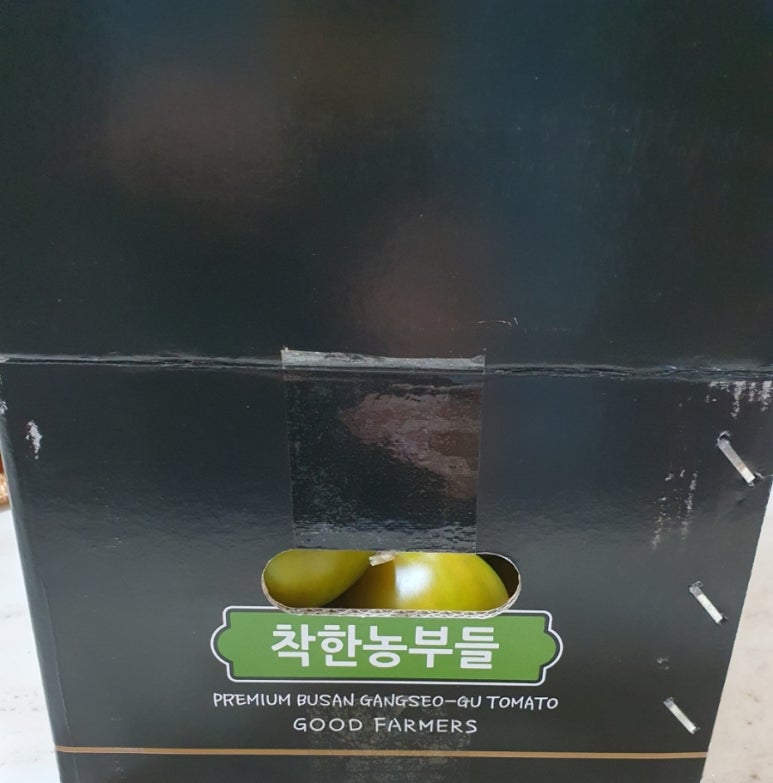 착한농부들
PREMIUM BUSAN GANGSEO-GU TOMATO
GOOD FARMERS